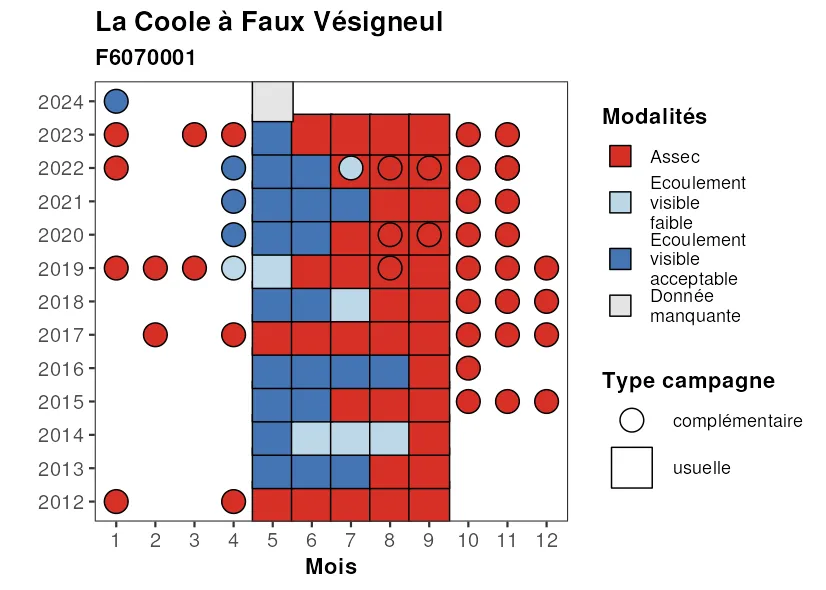 La Coole à Faux Vésigneul
F6070001
2024
2023
2022
2021
2020
2019
2018
2017
2016
2015
2014
2013
2012
1 2 3 4 5 6 7 8 9 10 11 12
Mois
Modalités
Assec
Ecoulement
visible
faible
Ecoulement
visible
acceptable
Donnée
manquante
Type campagne
complémentaire
usuelle